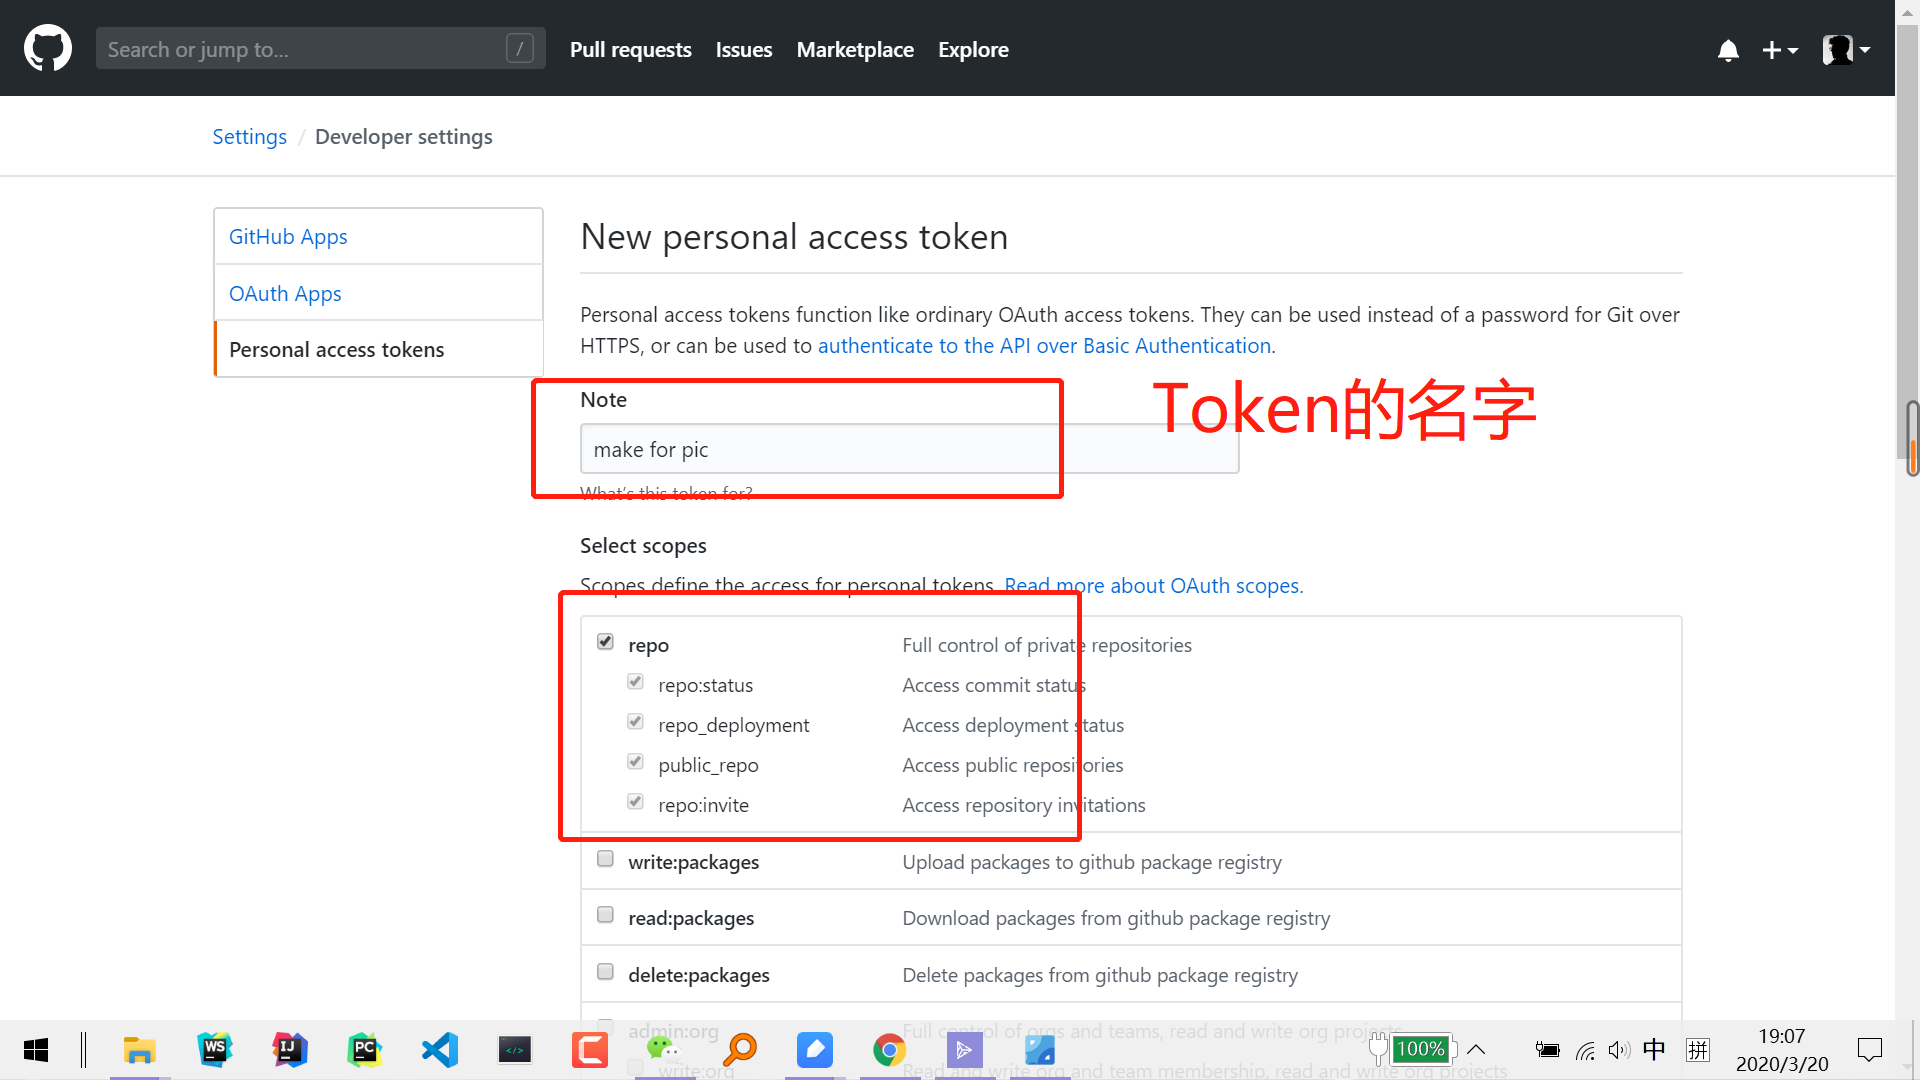 Search or jump to... /
Pull requests Issues Marketplace Explore
Settings / Developer settings
GitHub Apps
OAuth Apps
Personal access tokens
New personal access token
Personal access tokens function like ordinary OAuth access tokens. They can be used instead of a password for Git over
HTTPS, or can be used to authenticate to the API over Basic Authentication.
Note
Token的名字
make for pic
What's this token for?
Select scopes
Scopes define the access for personal tokens. Read more about OAuth scopes.
repo Full control of private repositories
repo:status Access commit status
repo_deployment Access deployment status
public_repo Access public repositories
repo:invite Access repository invitations
write:packages Upload packages to github package registry
read:packages Download packages from github package registry
delete:packages Delete packages from github package registry
admin:org Full control of orgs and teams, read and write org projects
write:org Read and write org and team membership, read and write org projects
WS IJ PC </> 100% 中 拼
19:07
2020/3/20